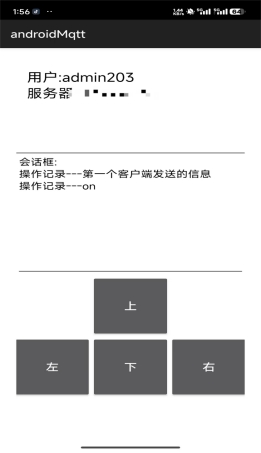 1:56
androidMqtt
用户:admin203
服务器
会话框:
操作记录---第一个客户端发送的信息
操作记录---on
上
左 下 右